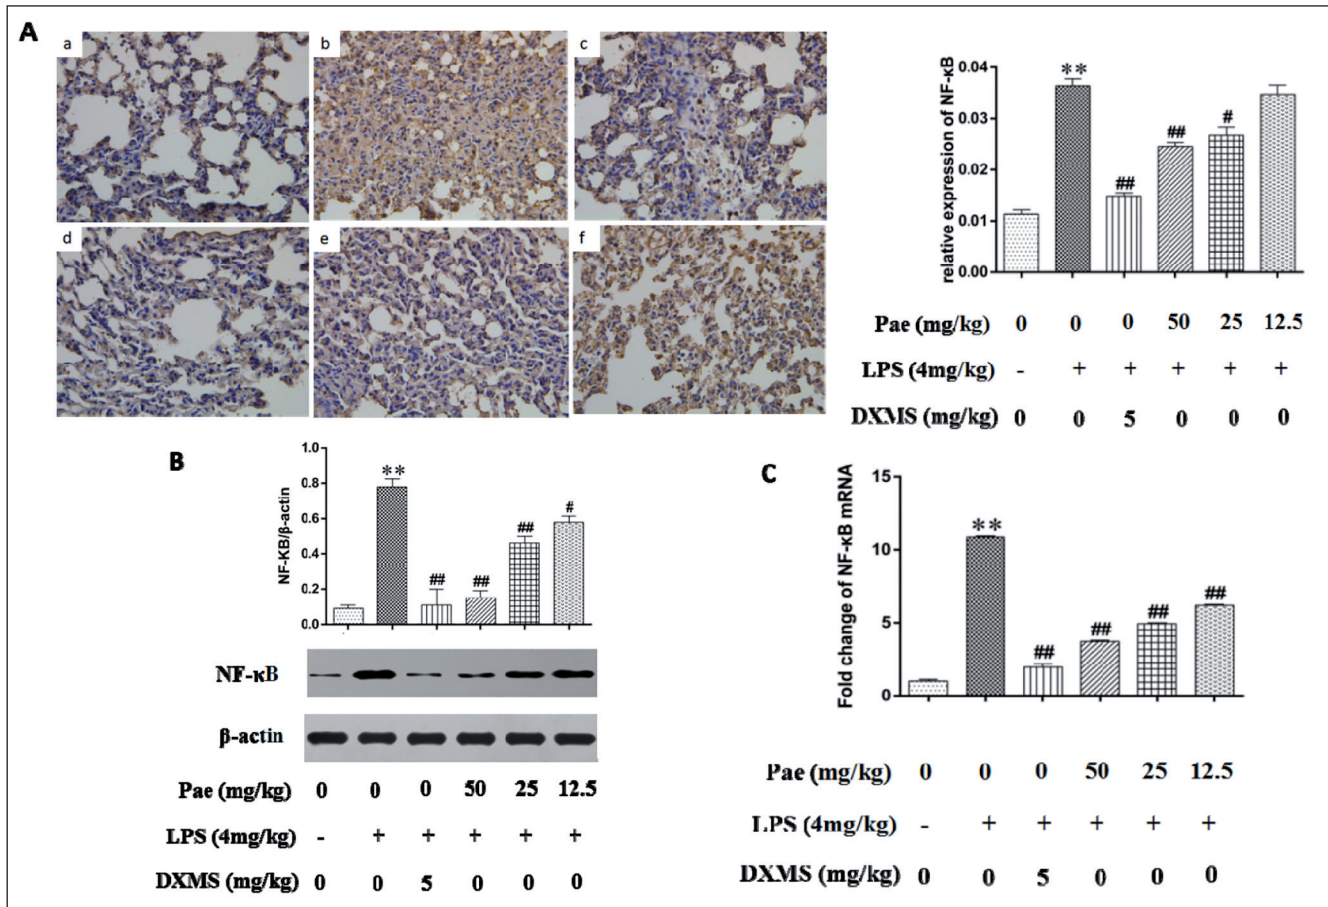 A
a
b
c
d
e
f
relative expression of NF-κB
0.04
0.03
0.02
0.01
0.00
**
##
##
#
Pae (mg/kg) 0 0 0 50 25 12.5
LPS (4mg/kg) - + + + + +
DXMS (mg/kg) 0 0 5 0 0 0
B
NF-KB/β-actin
1.0
0.8
0.6
0.4
0.2
0.0
**
##
##
##
#
NF-κB
β-actin
Pae (mg/kg) 0 0 0 50 25 12.5
LPS (4mg/kg) - + + + + +
DXMS (mg/kg) 0 0 5 0 0 0
C
Fold change of NF-κB mRNA
15
10
5
0
**
##
##
##
##
Pae (mg/kg) 0 0 0 50 25 12.5
LPS (4mg/kg) - + + + + +
DXMS (mg/kg) 0 0 5 0 0 0